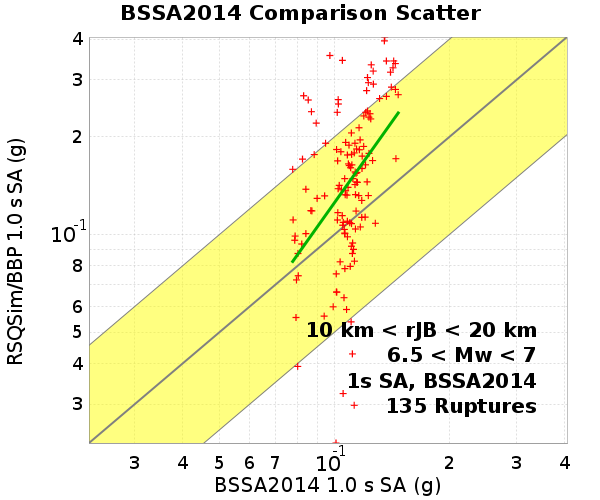 BSSA2014 Comparison Scatter
RSQSim/BBP 1.0 s SA (g)
4
3
2
10⁻¹
8
6
5
4
3
10 km < rJB < 20 km
6.5 < Mw < 7
1s SA, BSSA2014
135 Ruptures
3 4 5 6 7 10⁻¹ 2 3 4
BSSA2014 1.0 s SA (g)